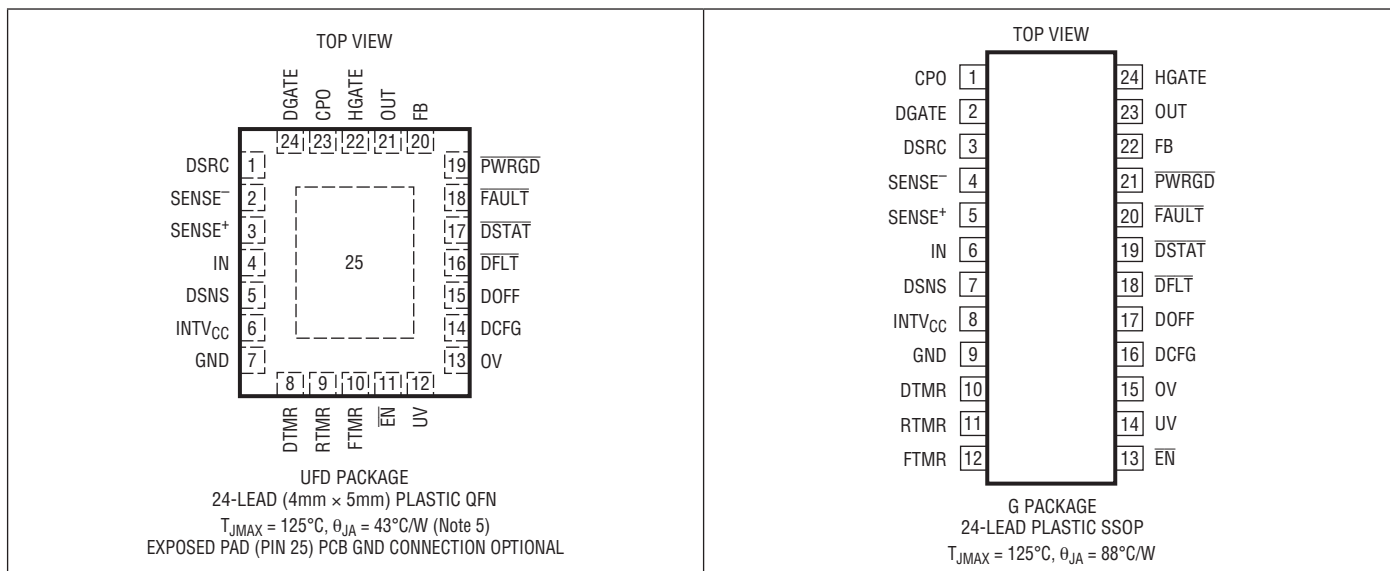 TOP VIEW
DGATE
CPO
HGATE
OUT
FB
24 23 22 21 20
DSRC 1
SENSE⁻ 2
SENSE⁺ 3
IN 4
DSNS 5
INTVCC 6
GND 7
25
19 PWRGD
18 FAULT
17 DSTAT
16 DFLT
15 DOFF
14 DCFG
13 OV
8 9 10 11 12
DTMR
RTMR
FTMR
EN
UV
UFD PACKAGE
24-LEAD (4mm × 5mm) PLASTIC QFN
TJMAX = 125°C, θJA = 43°C/W (Note 5)
EXPOSED PAD (PIN 25) PCB GND CONNECTION OPTIONAL
TOP VIEW
CPO 1
DGATE 2
DSRC 3
SENSE⁻ 4
SENSE⁺ 5
IN 6
DSNS 7
INTVCC 8
GND 9
DTMR 10
RTMR 11
FTMR 12
24 HGATE
23 OUT
22 FB
21 PWRGD
20 FAULT
19 DSTAT
18 DFLT
17 DOFF
16 DCFG
15 OV
14 UV
13 EN
G PACKAGE
24-LEAD PLASTIC SSOP
TJMAX = 125°C, θJA = 88°C/W